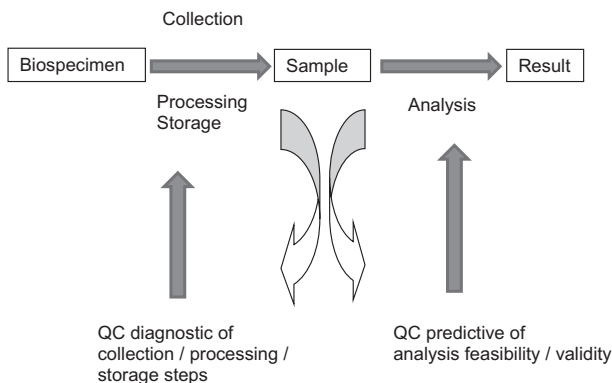 Collection
Biospecimen
Sample
Result
Processing
Storage
Analysis
QC diagnostic of
collection / processing /
storage steps
QC predictive of
analysis feasibility / validity